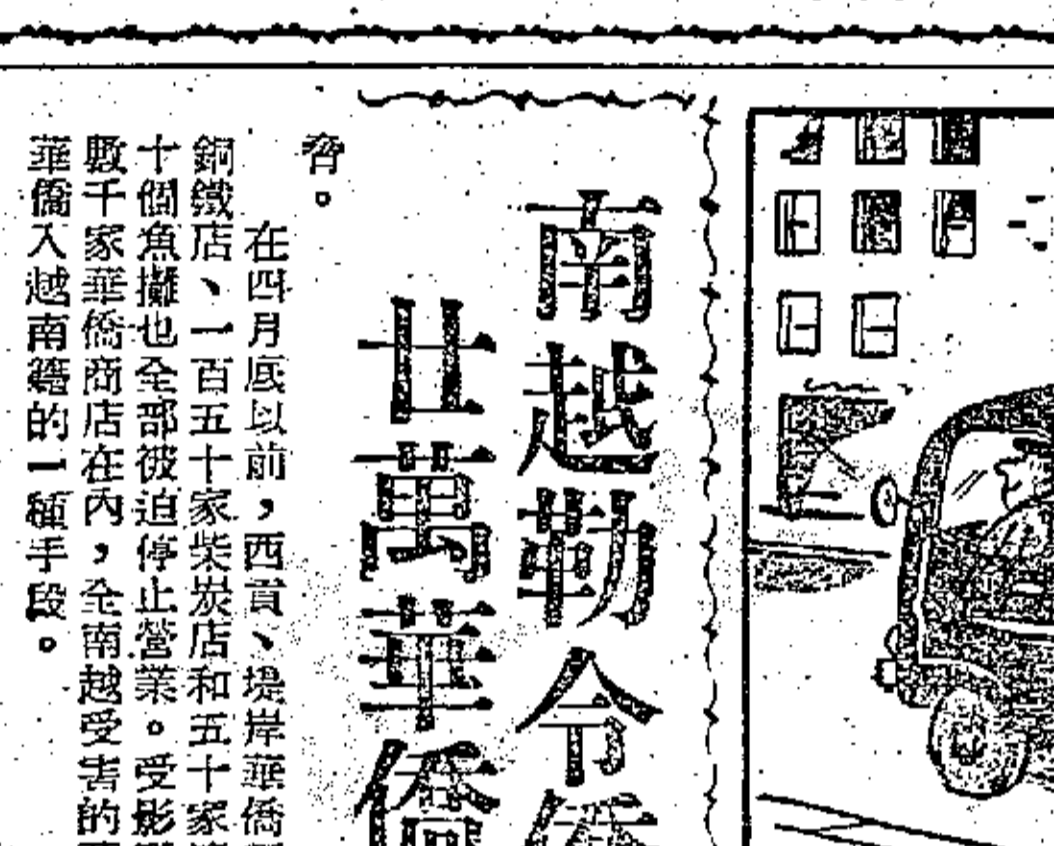 南越勒令
廿萬華僑
窘。
在四月底以前，西貢、堤岸華僑
銅鐵店、一百五十家柴炭店和五十家
十個魚攤也全部被迫停止營業。受影
數千家華僑商店在內，全南越受害的
華僑入越南籍的一種手段。